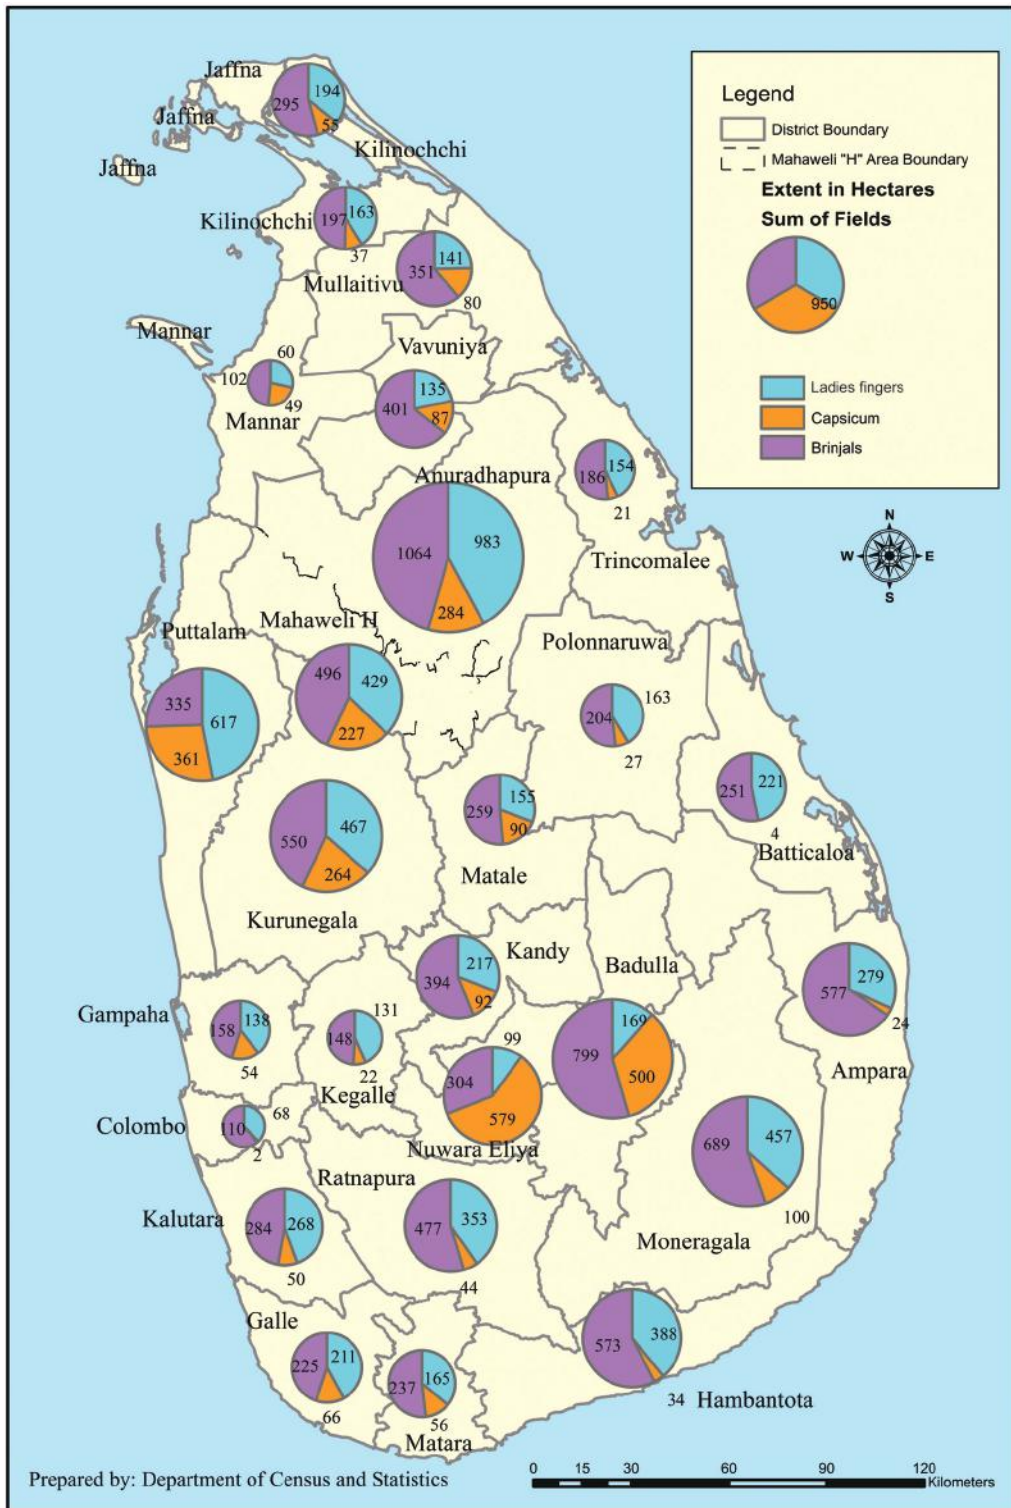 Jaffna
194
295
55
Jaffna
Jaffna
Kilinochchi
Legend
District Boundary
Mahaweli "H" Area Boundary
Extent in Hectares
Sum of Fields
950
Ladies fingers
Capsicum
Brinjals
Kilinochchi
197
163
37
Mullaitivu
351
141
80
Mannar
60
102
49
Mannar
Vavuniya
135
401
87
Anuradhapura
1064
983
284
154
186
21
Trincomalee
N
W
E
S
Puttalam
335
617
361
Mahaweli H
496
429
227
Polonnaruwa
163
204
27
467
550
264
Kurunegala
155
259
90
Matale
251
221
4
Batticaloa
Kandy
217
394
92
Badulla
169
799
500
279
577
24
Ampara
Gampaha
158
138
54
131
148
22
Kegalle
99
304
579
Nuwara Eliya
Colombo
68
110
2
Ratnapura
353
477
44
689
457
100
Moneragala
Kalutara
284
268
50
Galle
225
211
66
237
165
56
Matara
573
388
34
Hambantota
Prepared by: Department of Census and Statistics
0 15 30 60 90 120
Kilometers